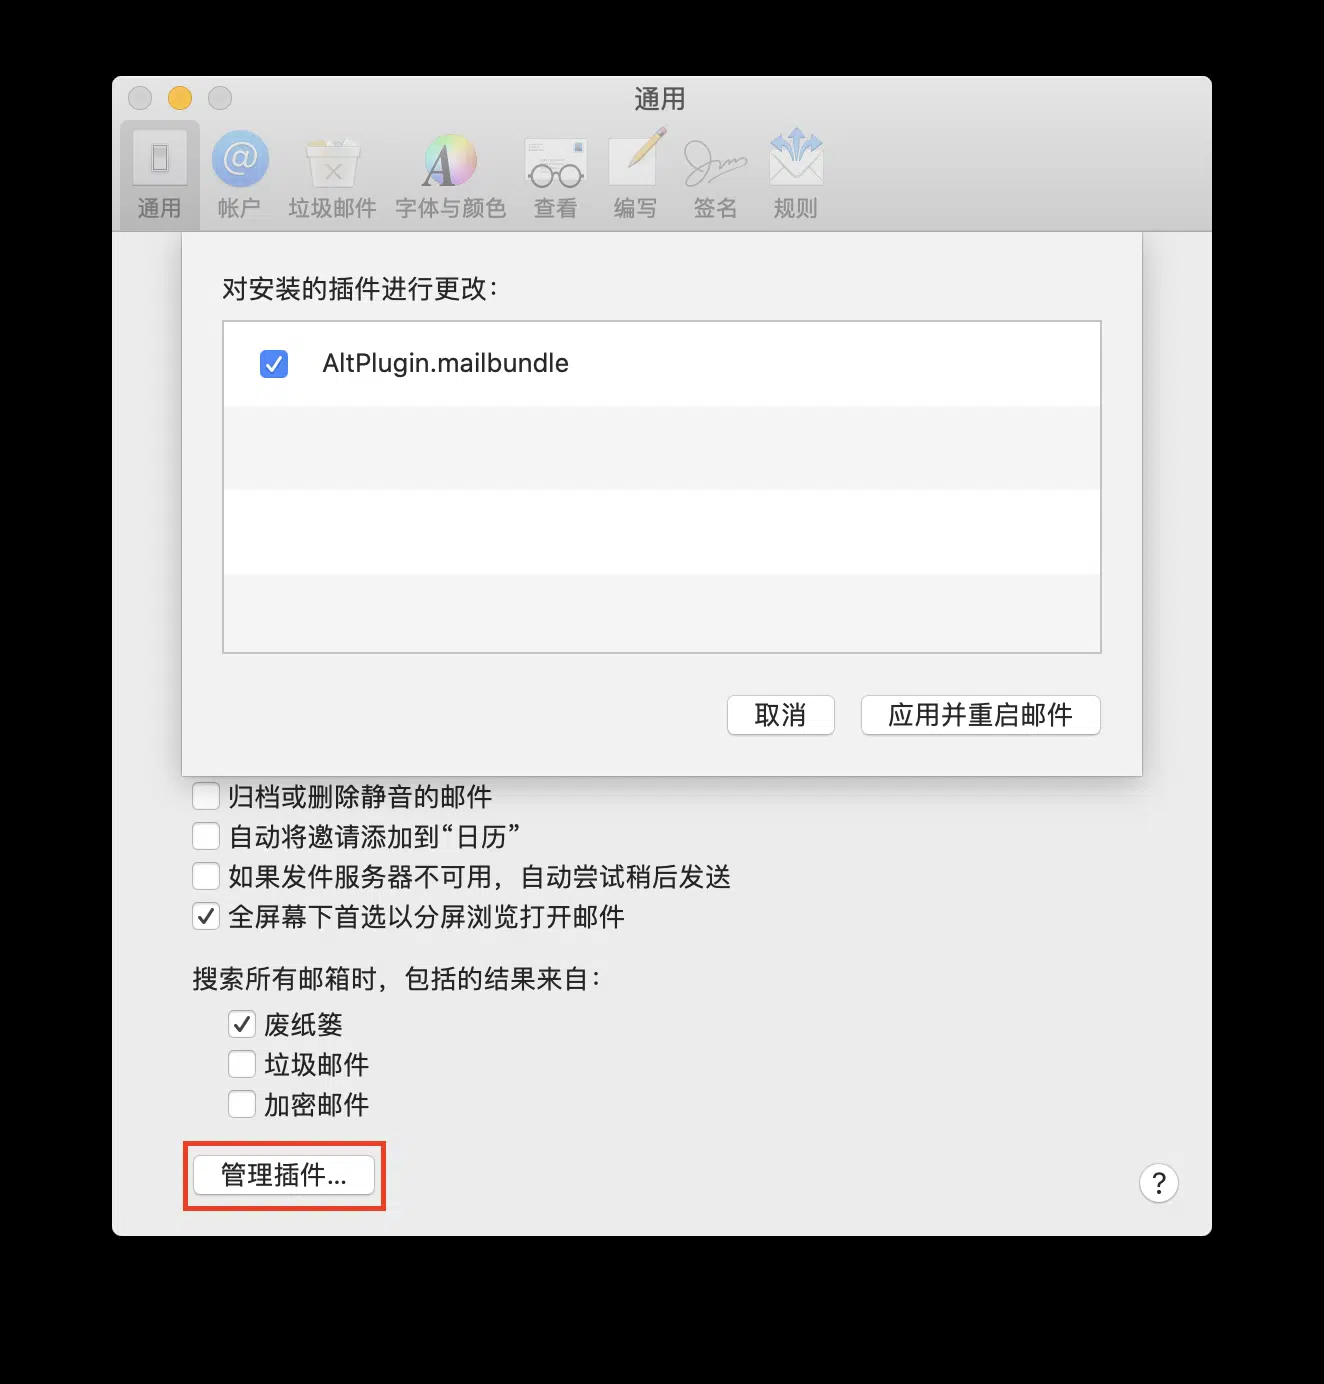 通用
通用
帐户
垃圾邮件
字体与颜色
查看
编写
签名
规则
对安装的插件进行更改：
AltPlugin.mailbundle
取消
应用并重启邮件
归档或删除静音的邮件
自动将邀请添加到“日历”
如果发件服务器不可用，自动尝试稍后发送
全屏幕下首选以分屏浏览打开邮件
搜索所有邮箱时，包括的结果来自：
废纸篓
垃圾邮件
加密邮件
管理插件...
?